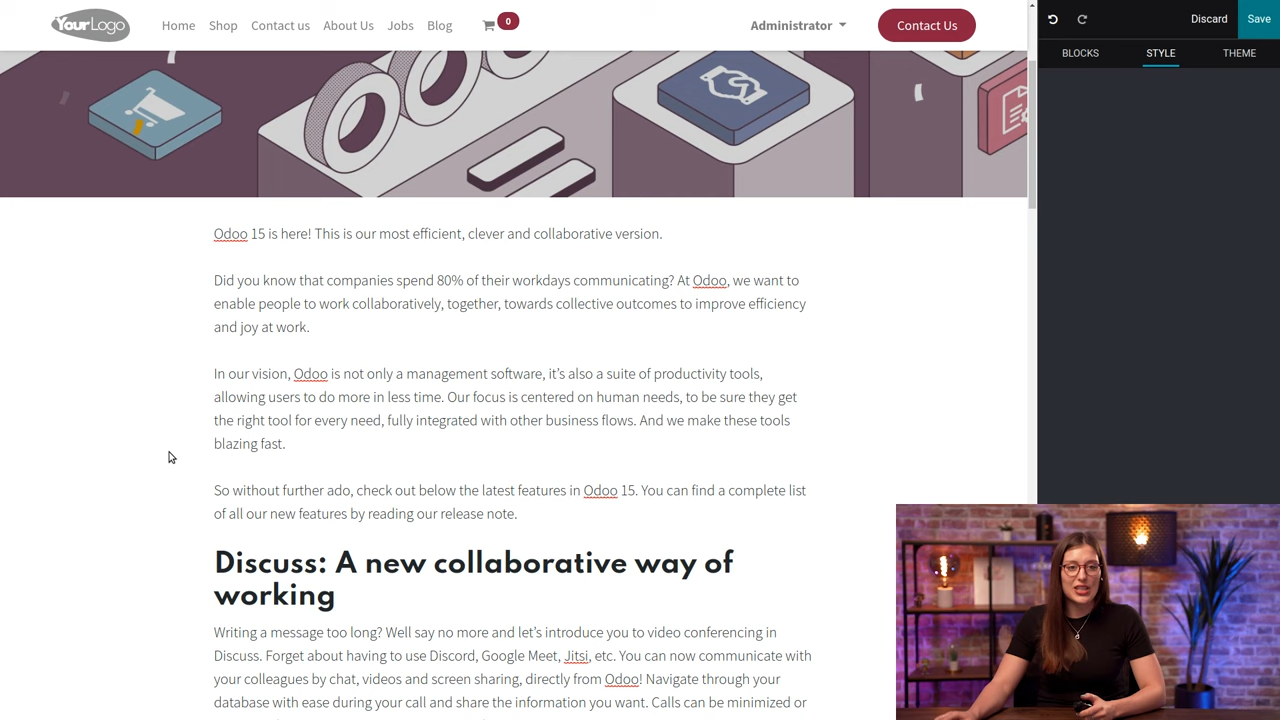 YourLogo Home Shop Contact us About Us Jobs Blog 0 Administrator Contact Us Discard Save
BLOCKS STYLE THEME
Odoo 15 is here! This is our most efficient, clever and collaborative version.
Did you know that companies spend 80% of their workdays communicating? At Odoo, we want to
enable people to work collaboratively, together, towards collective outcomes to improve efficiency
and joy at work.
In our vision, Odoo is not only a management software, it’s also a suite of productivity tools,
allowing users to do more in less time. Our focus is centered on human needs, to be sure they get
the right tool for every need, fully integrated with other business flows. And we make these tools
blazing fast.
So without further ado, check out below the latest features in Odoo 15. You can find a complete list
of all our new features by reading our release note.
Discuss: A new collaborative way of
working
Writing a message too long? Well say no more and let’s introduce you to video conferencing in
Discuss. Forget about having to use Discord, Google Meet, Jitsi, etc. You can now communicate with
your colleagues by chat, videos and screen sharing, directly from Odoo! Navigate through your
database with ease during your call and share the information you want. Calls can be minimized or